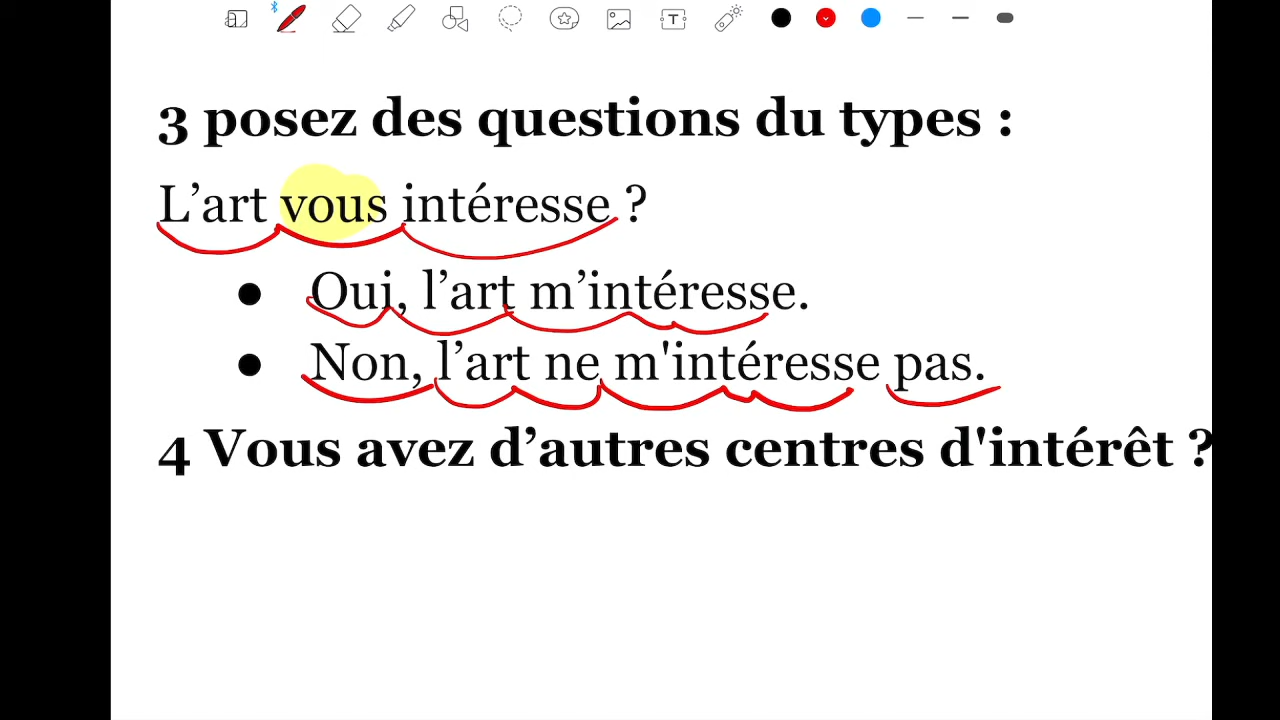 3 posez des questions du types :
L’art vous intéresse ?
● Oui, l’art m’intéresse.
● Non, l’art ne m'intéresse pas.
4 Vous avez d’autres centres d'intérêt ?